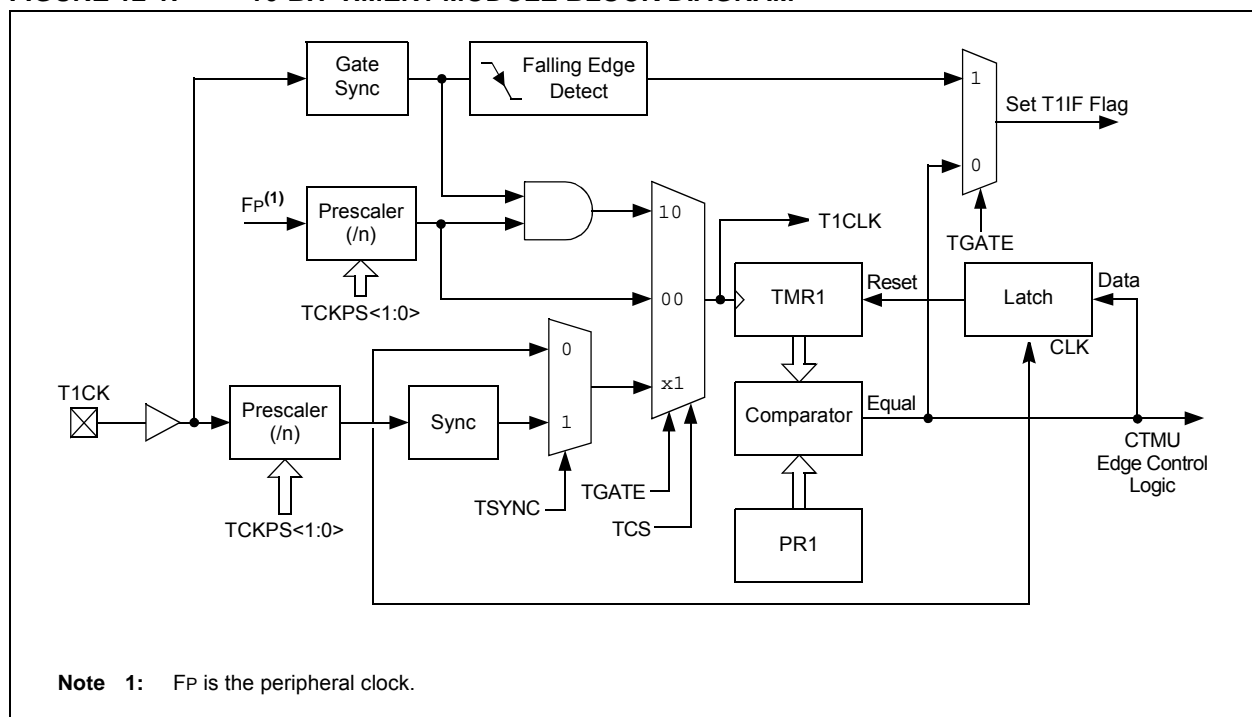 Gate
Sync
Falling Edge
Detect
1
Set T1IF Flag
0
FP(1)
Prescaler
(/n)
10
T1CLK
TGATE
TCKPS<1:0>
00
TMR1
Reset
Latch
Data
CLK
0
T1CK
Prescaler
(/n)
Sync
1
x1
Comparator
Equal
CTMU
Edge Control
Logic
TSYNC
TGATE
TCS
TCKPS<1:0>
PR1
Note 1: FP is the peripheral clock.